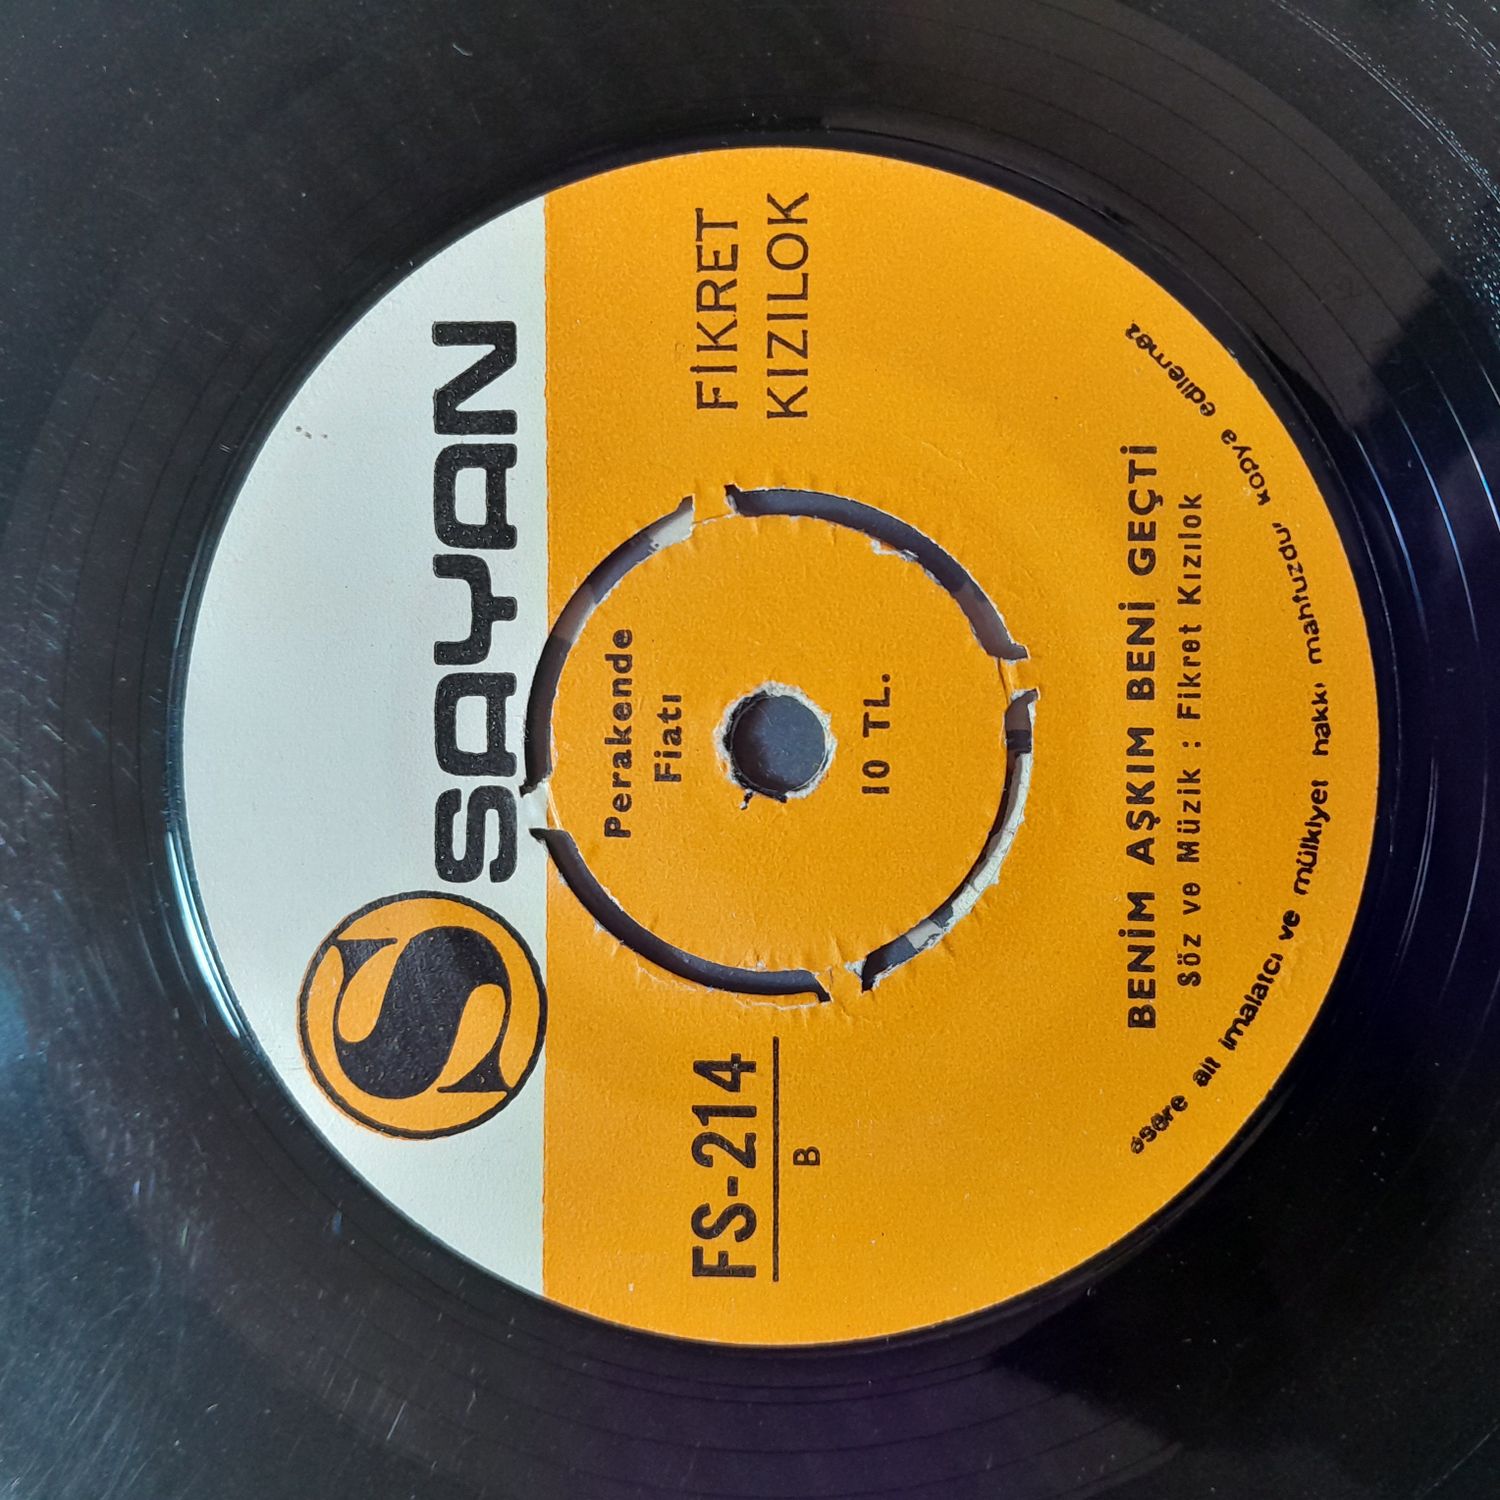 S SAYAN
FİKRET
KIZILOK
FS-214
B
Perakende
Fiatı
10 TL.
BENİM AŞKIM BENİ GEÇTİ
Söz ve Müzik : Fikret Kızılok
esere ait imalatcı ve mülkiyet hakkı mahfuzdu' kopya edilemez